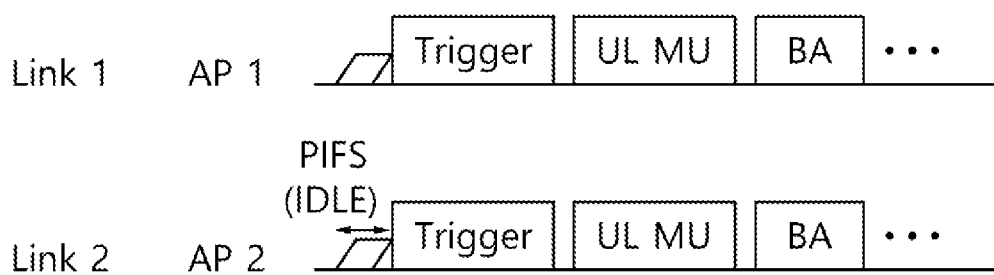 Link 1 AP 1 Trigger UL MU BA •••
PIFS
(IDLE)
Link 2 AP 2 Trigger UL MU BA •••